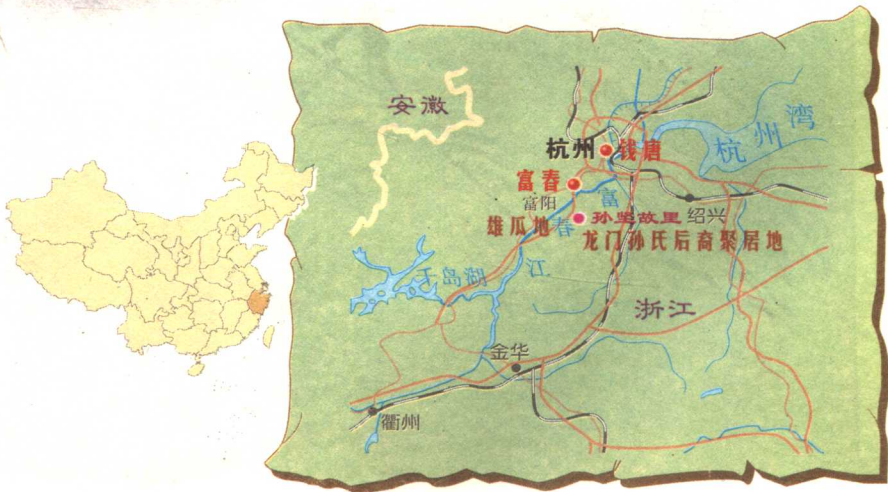 安徽
杭州湾
杭州 钱唐
富春
富阳
富春江
孙坚故里 绍兴
雄瓜地
龙门孙氏后裔聚居地
千岛湖
浙江
金华
衢州